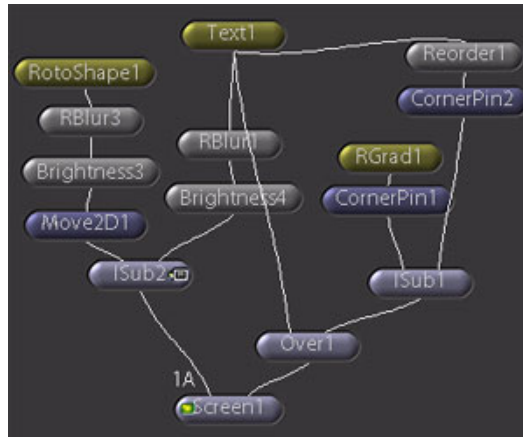 Text1
Reorder1
RotoShape1
CornerPin2
RBlur3
RBlur1
RGrad1
Brightness3
Brightness4
CornerPin1
Move2D1
ISub2
ISub1
Over1
1A
Screen1